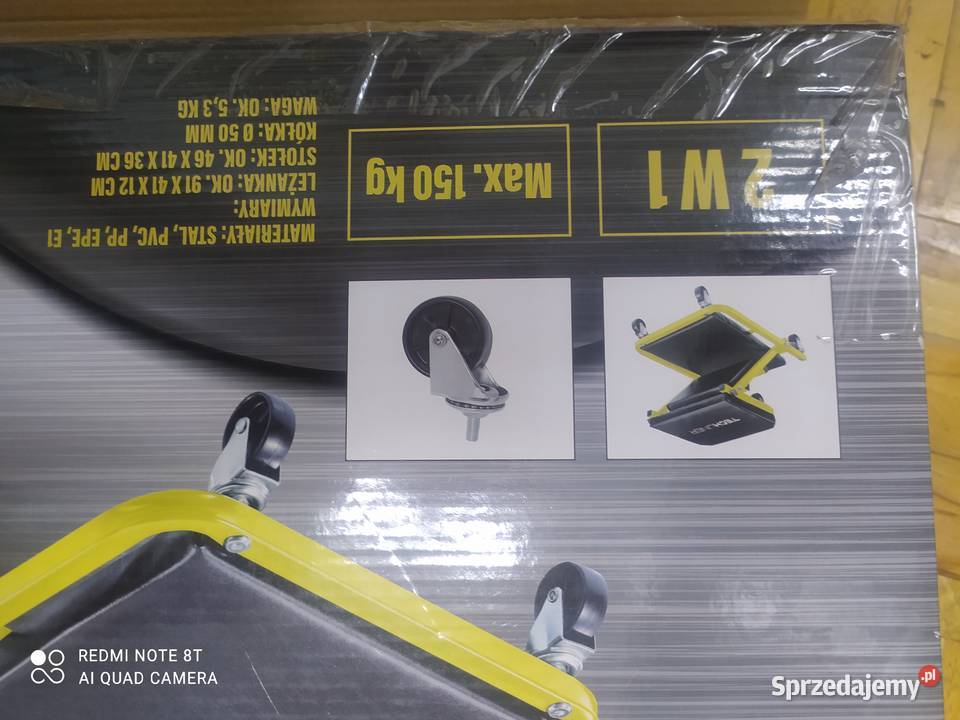 2 W 1
Max. 150 kg
MATERIAŁY: STAL, PVC, PP, EPE, EI
WYMIARY:
LEŻANKA: OK. 91 X 41 X 12 CM
STOŁEK: OK. 46 X 41 X 36 CM
KÓŁKA: Ø 50 MM
WAGA: OK. 5,3 KG
REDMI NOTE 8T
AI QUAD CAMERA
Sprzedajemy.pl